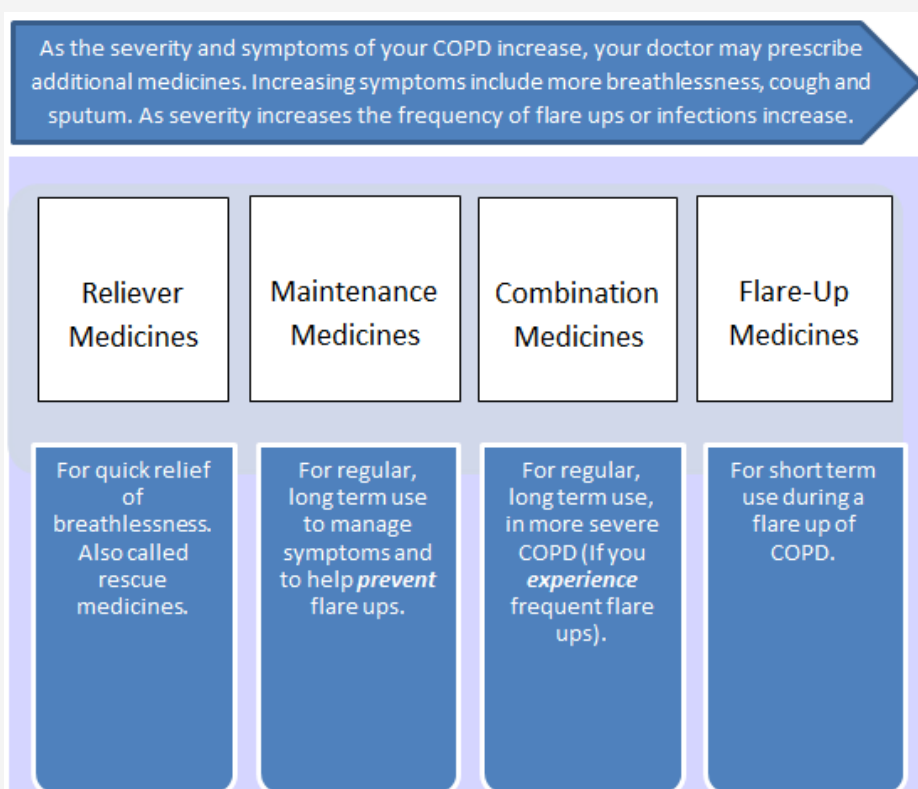 As the severity and symptoms of your COPD increase, your doctor may prescribe
additional medicines. Increasing symptoms include more breathlessness, cough and
sputum. As severity increases the frequency of flare ups or infections increase.
Reliever
Medicines
Maintenance
Medicines
Combination
Medicines
Flare-Up
Medicines
For quick relief
of
breathlessness.
Also called
rescue
medicines.
For regular,
long term use
to manage
symptoms and
to help prevent
flare ups.
For regular,
long term use,
in more severe
COPD (If you
experience
frequent flare
ups).
For short term
use during a
flare up of
COPD.